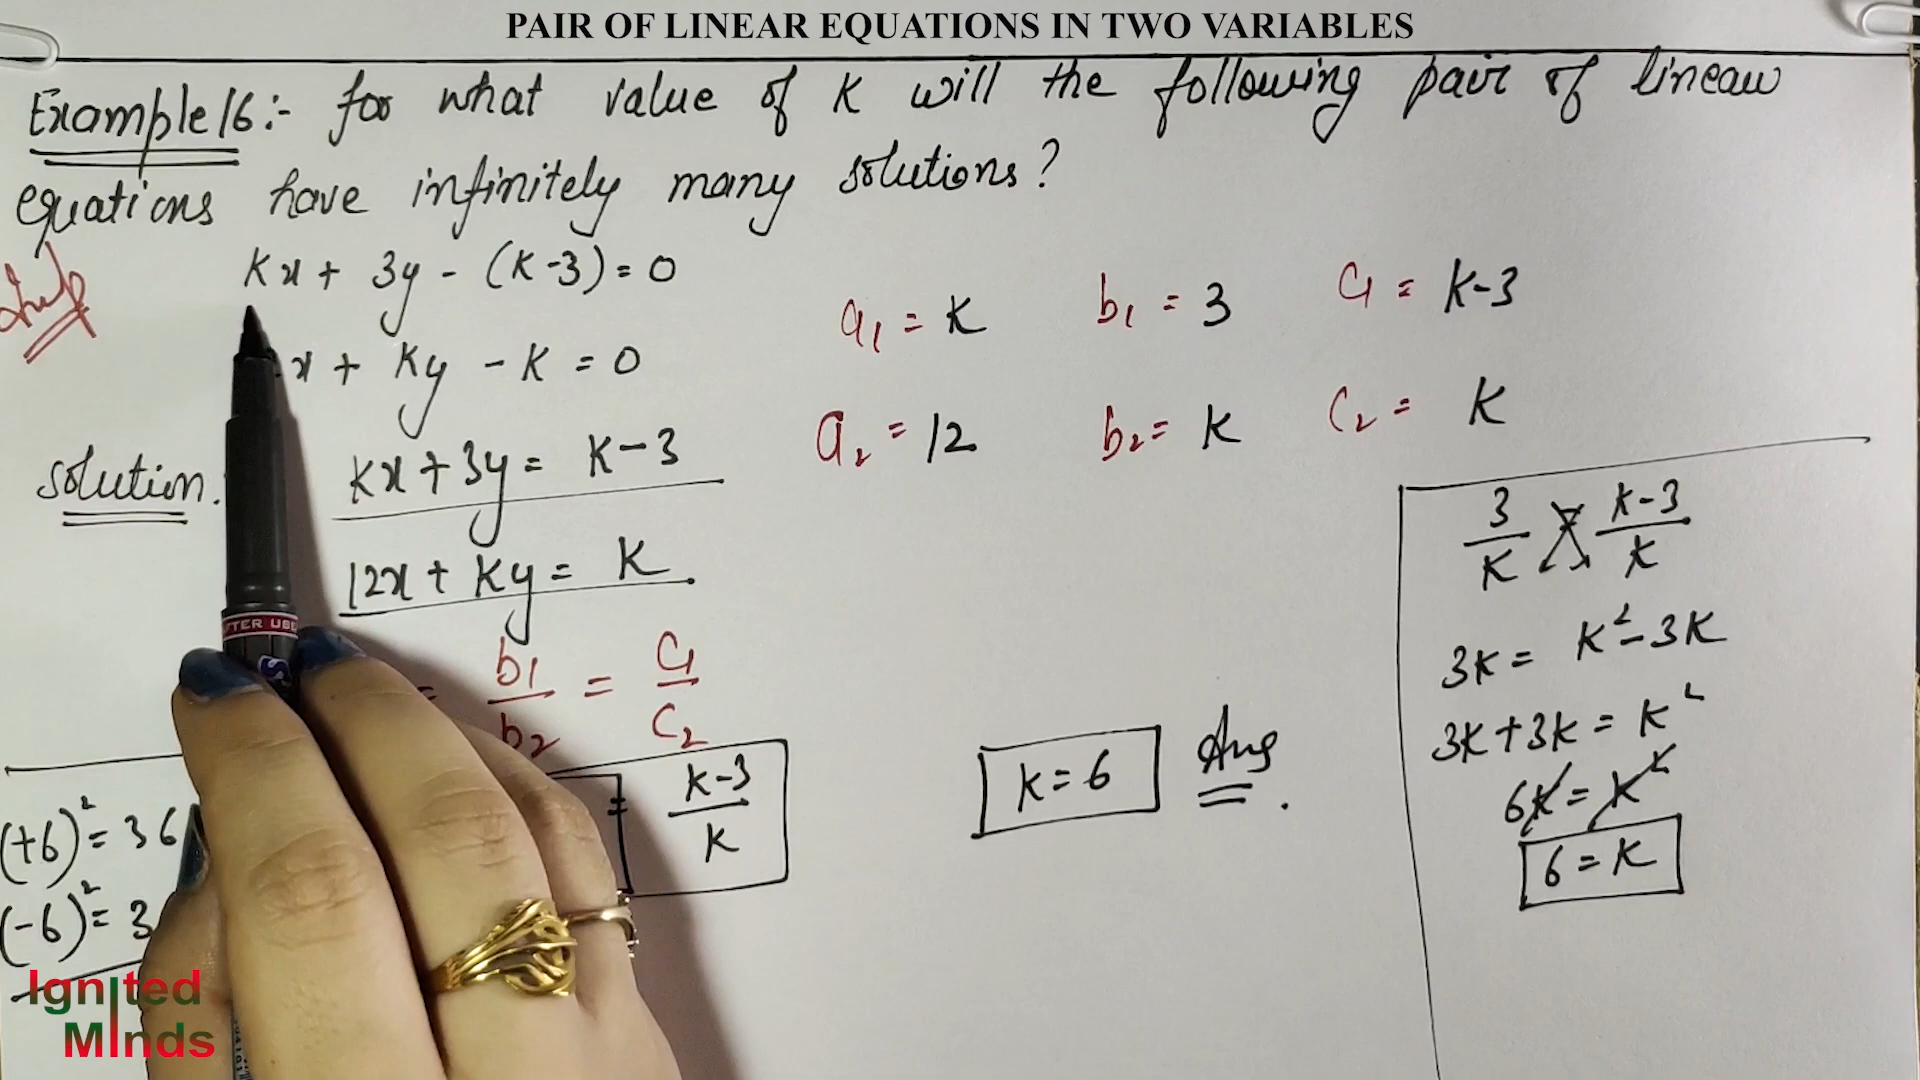 PAIR OF LINEAR EQUATIONS IN TWO VARIABLES
Example 16:- for what value of K will the following pair of linear
equations have infinitely many solutions?
Kx + 3y - (K-3) = 0
x + Ky - K = 0
a₁ = K b₁ = 3 C₁ = K-3
a₂ = 12 b₂ = K C₂ = K
Solution.
Kx + 3y = K-3
12x + Ky = K
= b₁/b₂ = C₁/C₂
= K-3/K
(+6)² = 36
(-6)² = 3
K = 6 Ans.
3/K K-3/K
3K = K² - 3K
3K + 3K = K²
6K = K²
6 = K
AFTER USE
Ignited
Minds